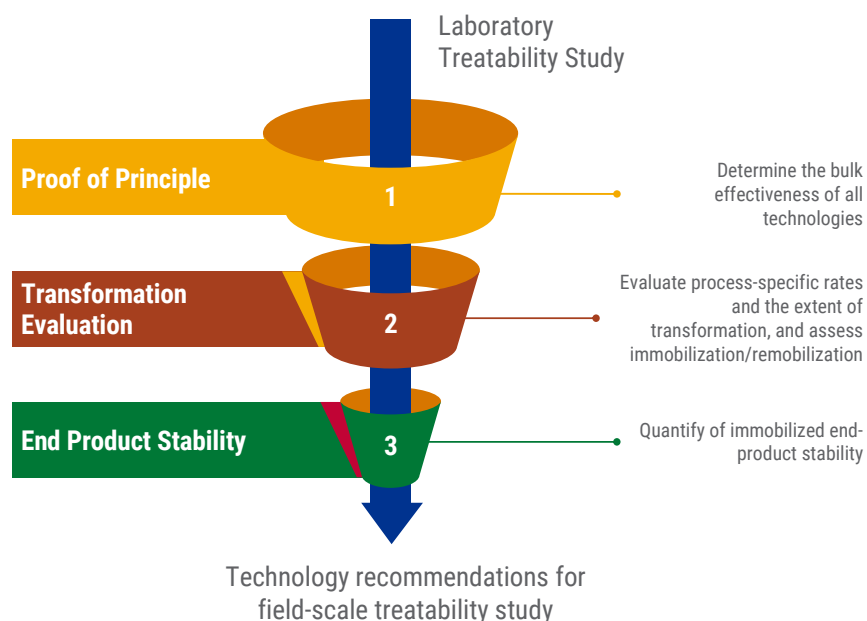 Laboratory
Treatability Study
Proof of Principle
1
Determine the bulk
effectiveness of all
technologies
Transformation
Evaluation
2
Evaluate process-specific rates
and the extent of
transformation, and assess
immobilization/remobilization
End Product Stability
3
Quantify of immobilized end-
product stability
Technology recommendations for
field-scale treatability study